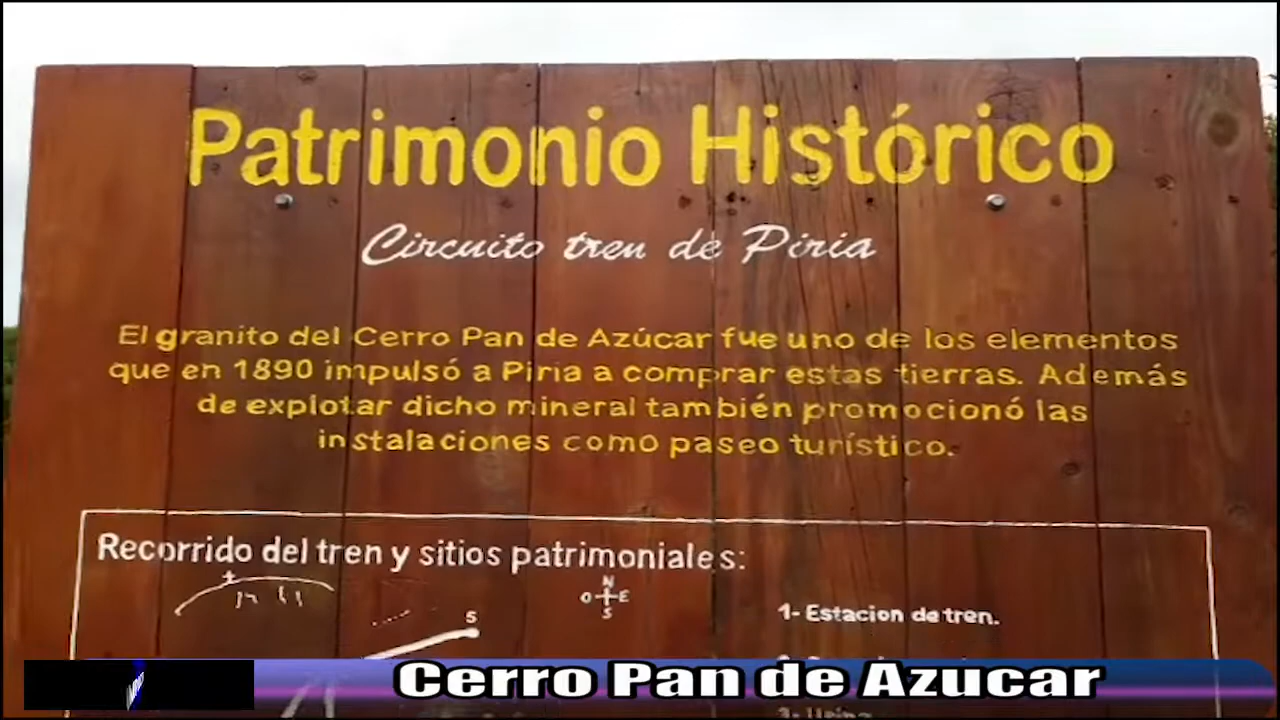 Patrimonio Histórico
Circuito tren de Piria
El granito del Cerro Pan de Azúcar fue uno de los elementos
que en 1890 impulsó a Piria a comprar estas tierras. Además
de explotar dicho mineral también promocionó las
instalaciones como paseo turístico.
Recorrido del tren y sitios patrimoniales:
N
O E
S
5
1- Estacion de tren.
Cerro Pan de Azucar